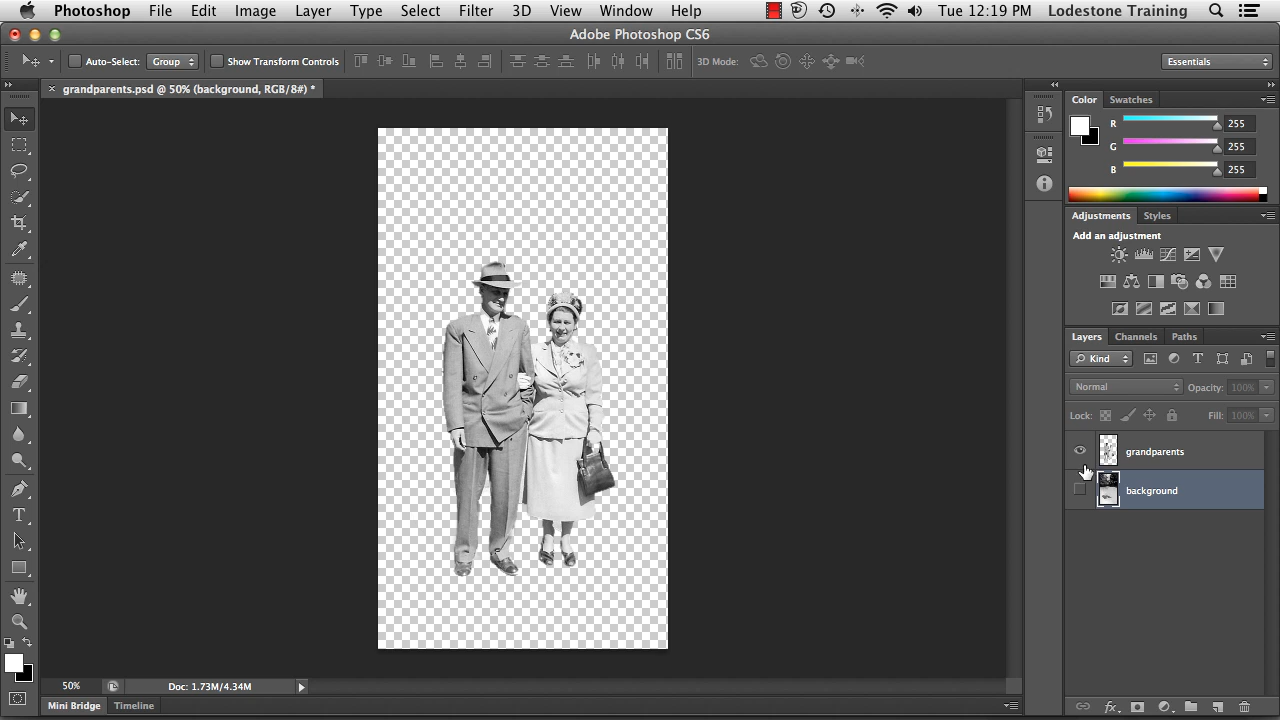 Photoshop File Edit Image Layer Type Select Filter 3D View Window Help Tue 12:19 PM Lodestone Training
Adobe Photoshop CS6
Auto-Select: Group Show Transform Controls 3D Mode: Essentials
× grandparents.psd @ 50% (background, RGB/8#) *
Color Swatches
R 255
G 255
B 255
Adjustments Styles
Add an adjustment
Layers Channels Paths
Kind T
Normal Opacity: 100%
Lock: Fill: 100%
grandparents
background
T
50% Doc: 1.73M/4.34M
fx
Mini Bridge Timeline